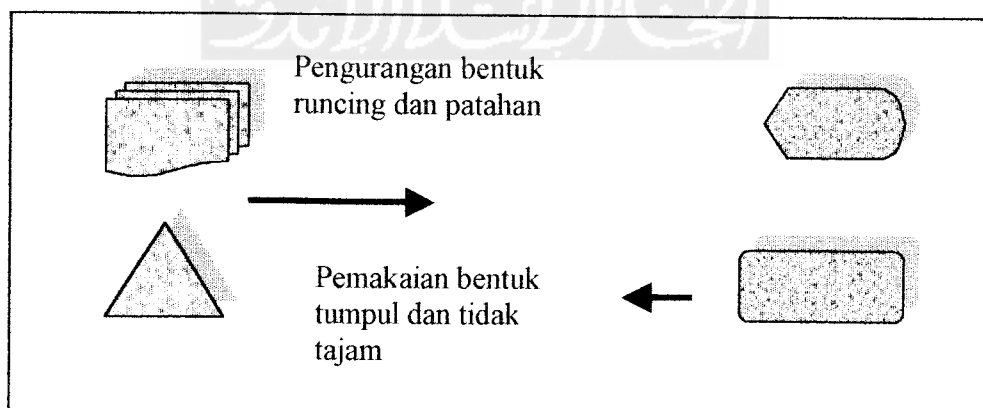 Pengurangan bentuk
runcing dan patahan
Pemakaian bentuk
tumpul dan tidak
tajam